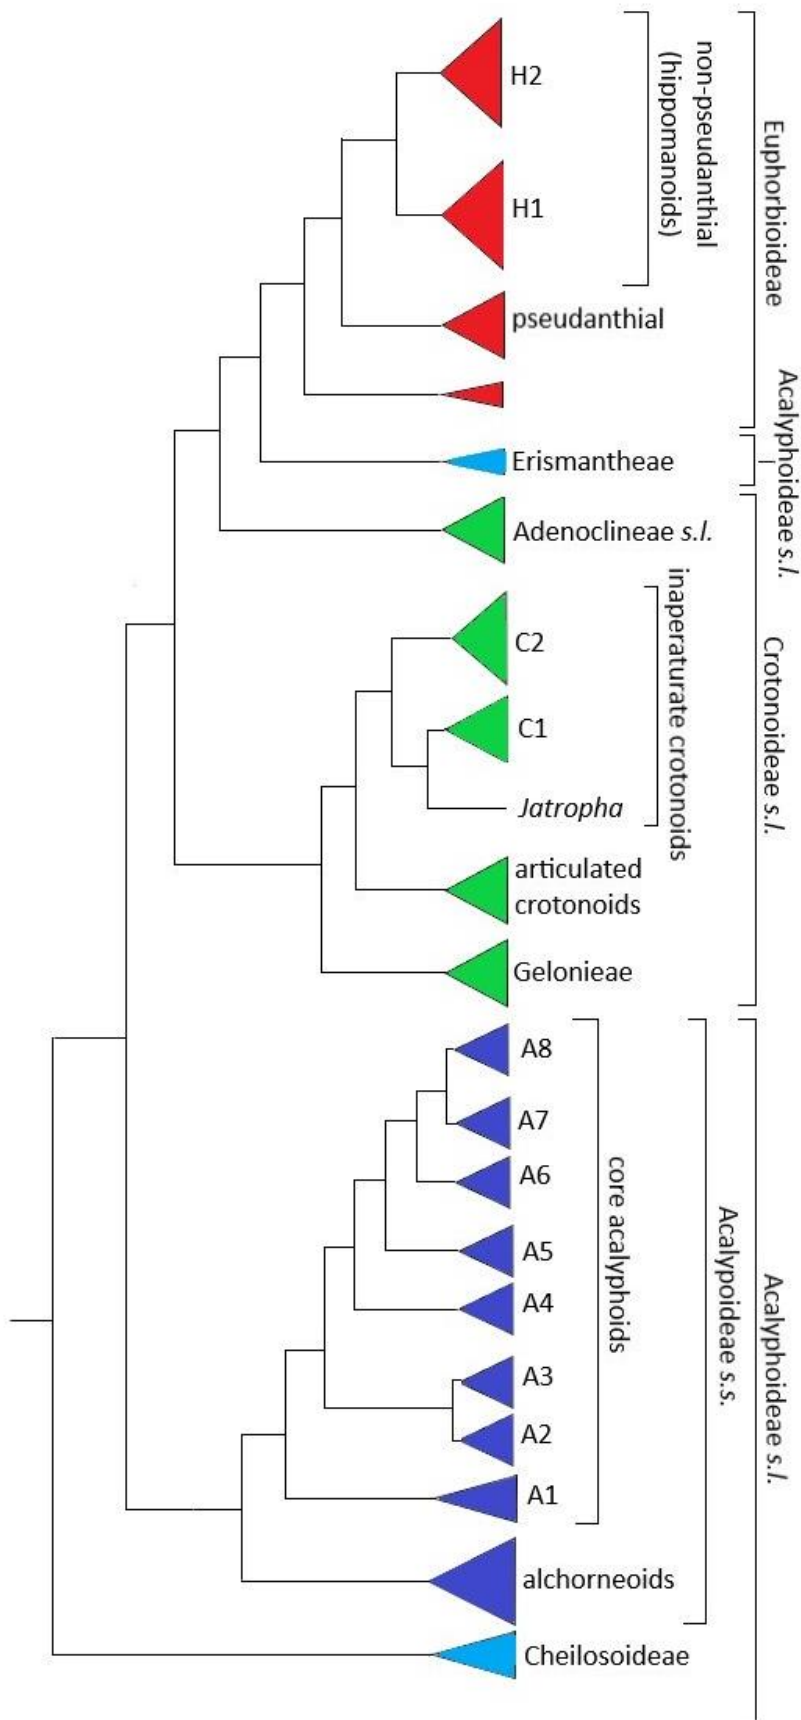 H2
H1
non-pseudanthial
(hippomanoids)
Euphorbioideae
pseudanthial
Erismantheae
Acalyphoideae s.l.
Adenoclineae s.l.
C2
C1
Jatropha
inaperaturate crotonoids
Crotonoideae s.l.
articulated
crotonoids
Gelonieae
A8
A7
A6
A5
A4
A3
A2
A1
core acalyphoids
Acalypoideae s.s.
Acalyphoideae s.l.
alchorneoids
Cheilosoideae